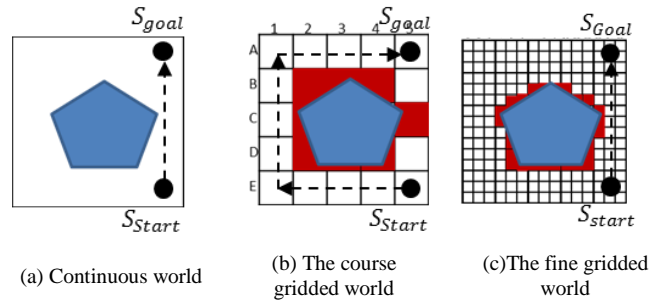 S_goal
S_goal
S_Goal
1 2 3 4 5
A
B
C
D
E
S_Start
S_Start
S_start
(a) Continuous world
(b) The course
gridded world
(c)The fine gridded
world